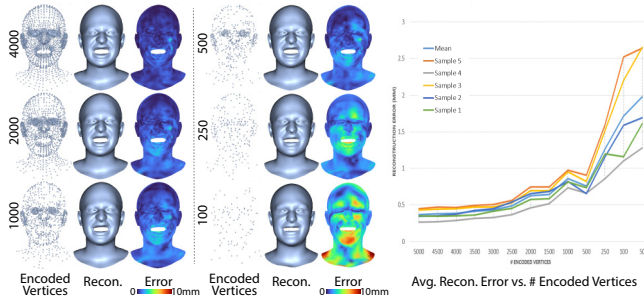 4000
2000
1000
Encoded
Vertices
Recon.
Error
0
10mm
500
250
100
Encoded
Vertices
Recon.
Error
0
10mm
RECONSTRUCTION ERROR (MM)
3
2.5
2
1.5
1
0.5
0
Mean
Sample 5
Sample 4
Sample 3
Sample 2
Sample 1
5000 4500 4000 3500 3000 2500 2000 1500 1000 500 250 100 50
# ENCODED VERTICES
Avg. Recon. Error vs. # Encoded Vertices